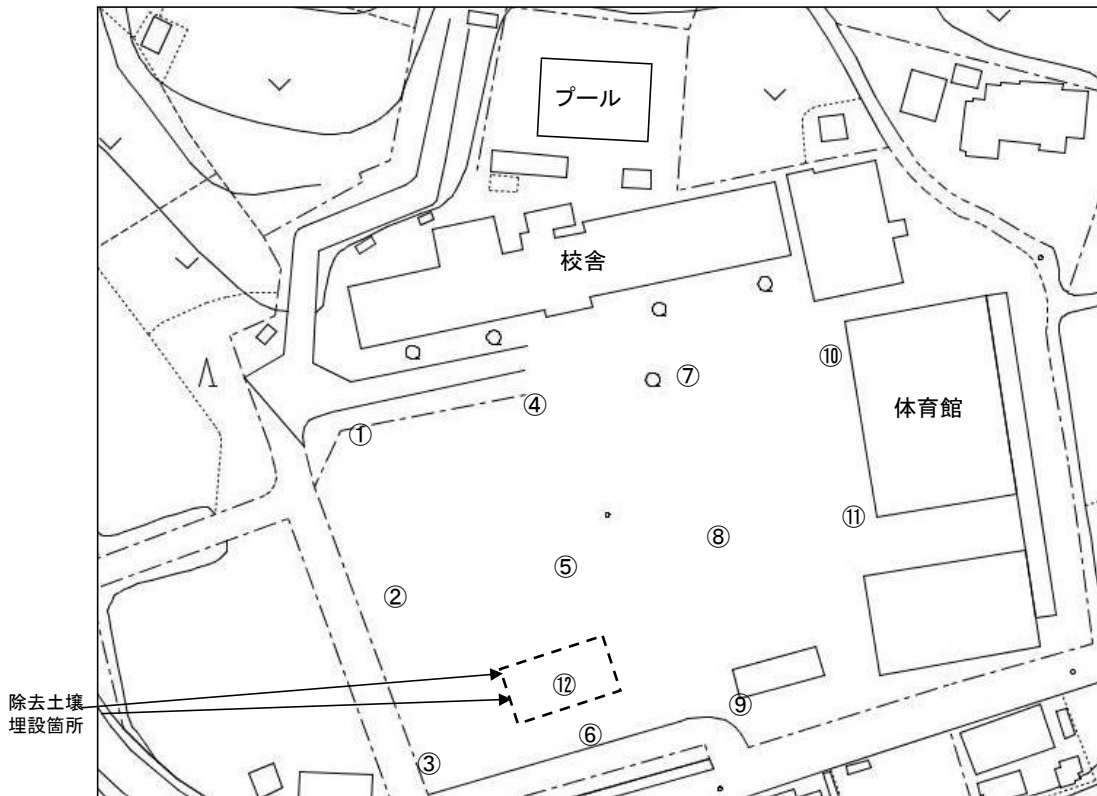 プール
校舎
⑩
⑦
④
体育館
①
⑪
⑧
⑤
②
⑫
除去土壌
埋設箇所
⑨
⑥
③